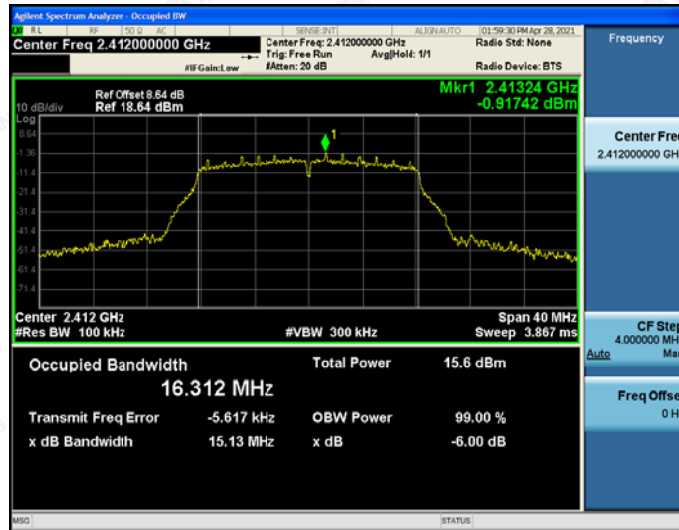 Agilent Spectrum Analyzer - Occupied BW
RL RF 50 Ω AC SENSE:INT ALIGN AUTO 01:59:30 PM Apr 28, 2021
Center Freq 2.412000000 GHz Center Freq: 2.412000000 GHz Radio Std: None Frequency
Trig: Free Run Avg|Hold: 1/1
#IFGain:Low #Atten: 20 dB Radio Device: BTS
Ref Offset 8.64 dB Mkr1 2.41324 GHz
10 dB/div Ref 18.64 dBm -0.91742 dBm
Log
8.64
1
-1.36
-11.4
-21.4
-31.4
-41.4
-51.4
-61.4
-71.4
Center Fre
2.412000000 GH
Center 2.412 GHz Span 40 MHz
#Res BW 100 kHz #VBW 300 kHz Sweep 3.867 ms
CF Step
4.000000 MH
Auto Ma
Occupied Bandwidth Total Power 15.6 dBm
16.312 MHz
Freq Offse
0 H
Transmit Freq Error -5.617 kHz OBW Power 99.00 %
x dB Bandwidth 15.13 MHz x dB -6.00 dB
MSG STATUS